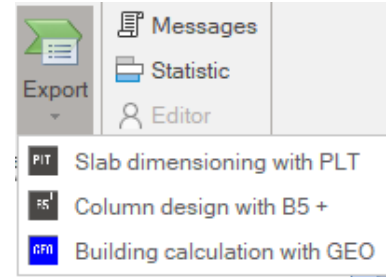 Messages
Statistic
Export
Editor
PLT Slab dimensioning with PLT
B5 Column design with B5 +
GEO Building calculation with GEO